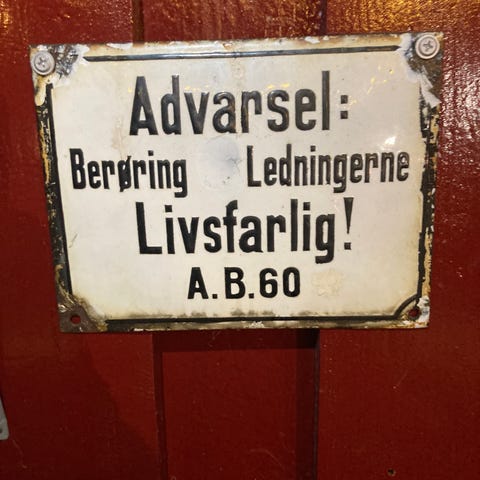 Advarsel:
Berøring Ledningerne
Livsfarlig!
A.B.60